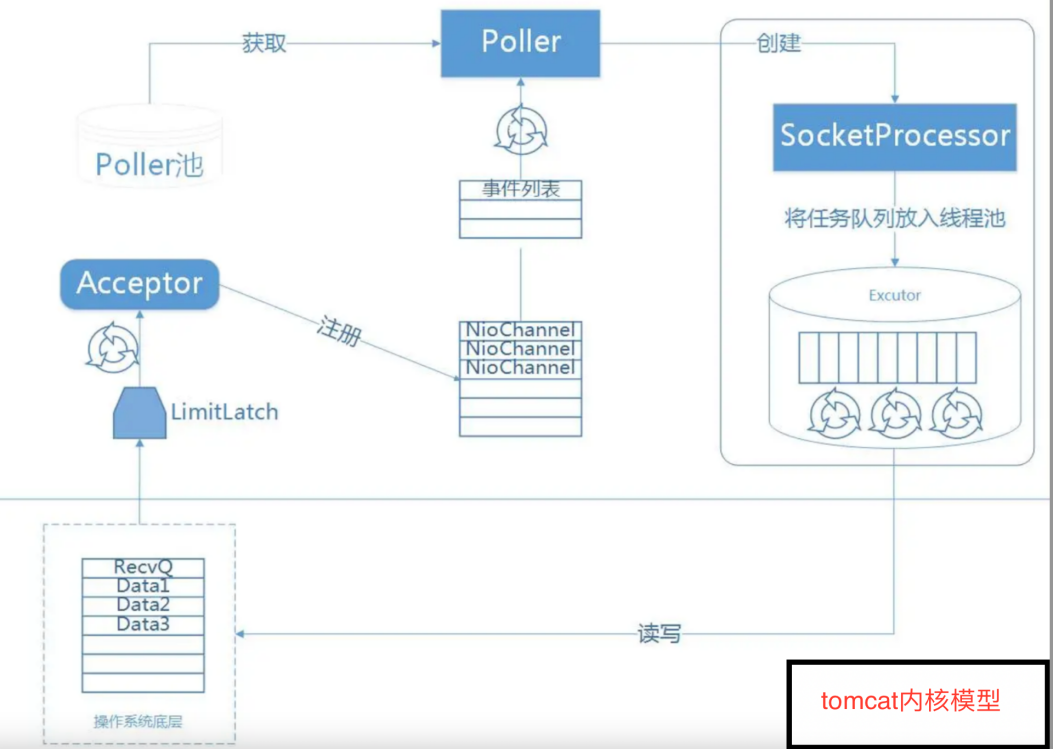 获取
Poller
创建
Poller池
SocketProcessor
事件列表
将任务队列放入线程池
Acceptor
注册
Excutor
NioChannel
NioChannel
NioChannel
LimitLatch
RecvQ
Data1
Data2
Data3
读写
操作系统底层
tomcat内核模型